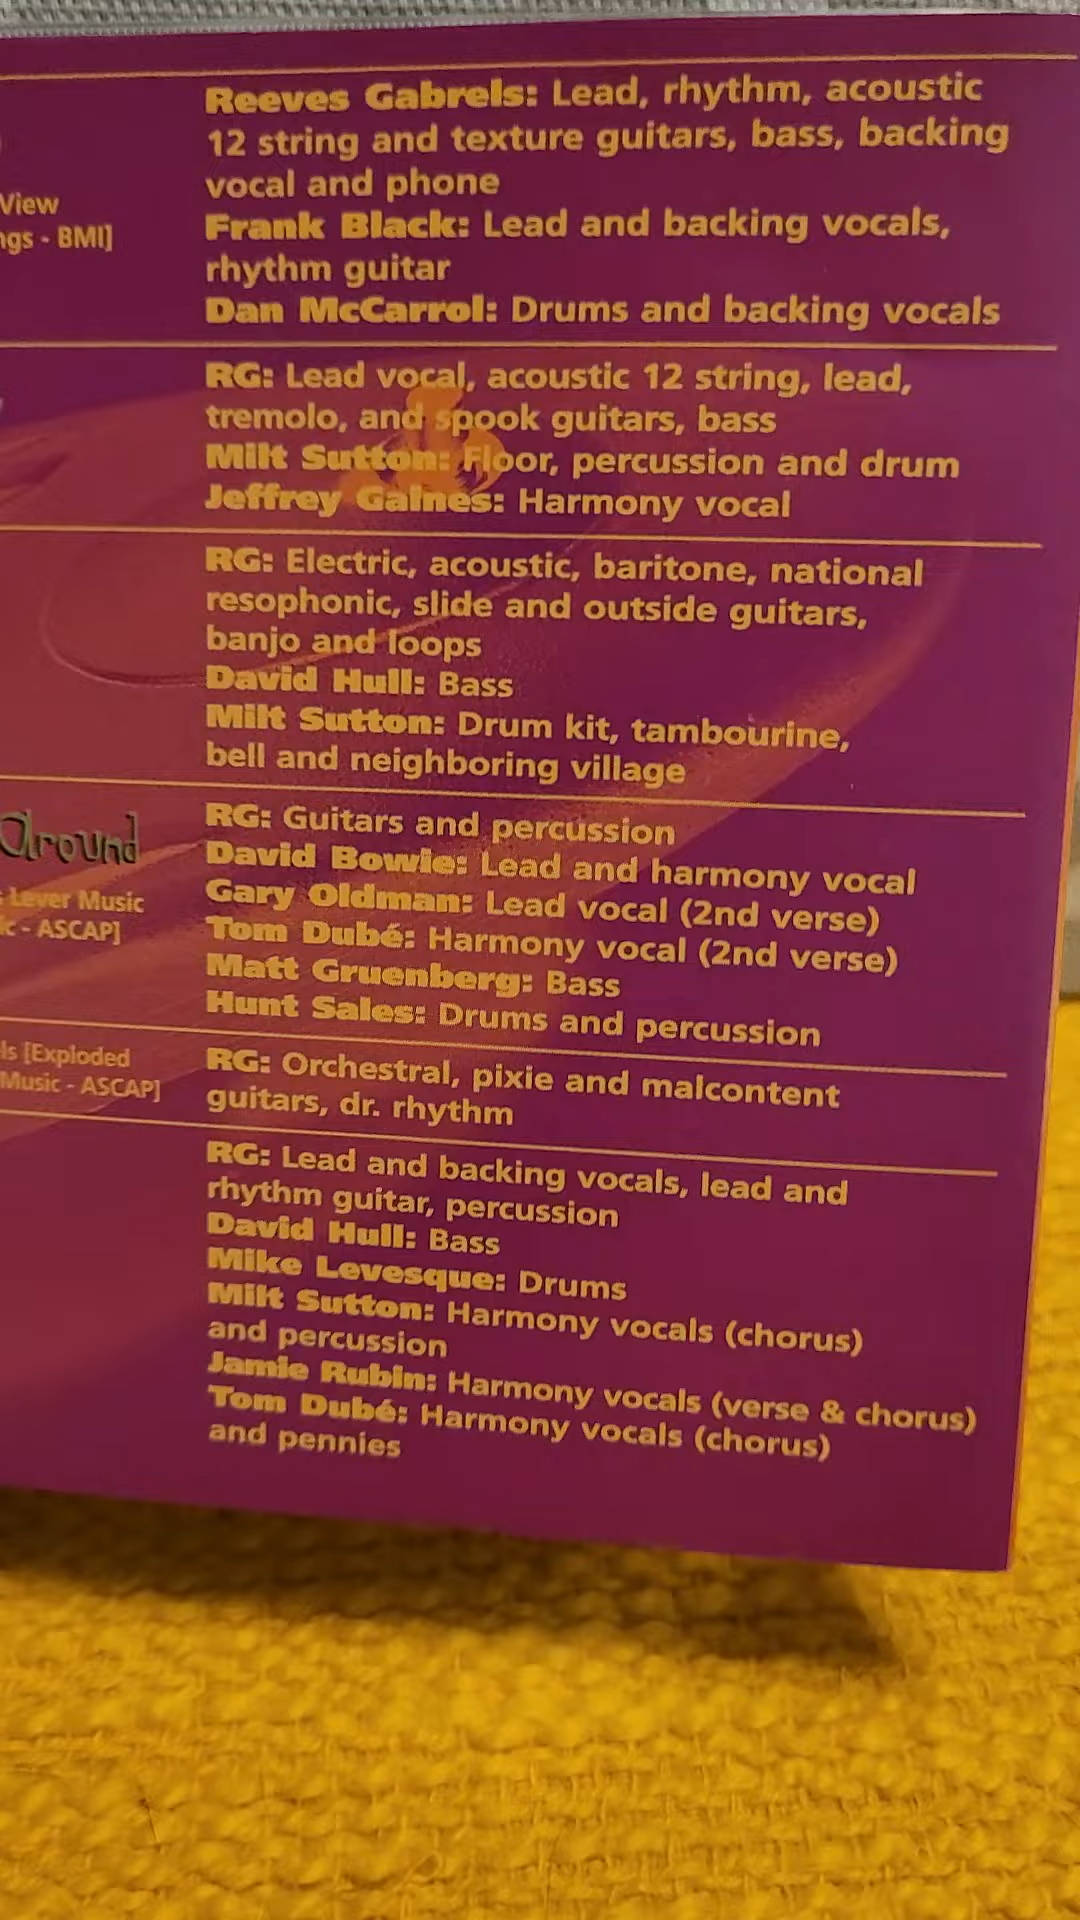 Reeves Gabrels: Lead, rhythm, acoustic
12 string and texture guitars, bass, backing
vocal and phone
View
Frank Black: Lead and backing vocals,
ngs - BMI]
rhythm guitar
Dan McCarrol: Drums and backing vocals
RG: Lead vocal, acoustic 12 string, lead,
tremolo, and spook guitars, bass
Milt Sutton: Floor, percussion and drum
Jeffrey Gaines: Harmony vocal
RG: Electric, acoustic, baritone, national
resophonic, slide and outside guitars,
banjo and loops
David Hull: Bass
Milt Sutton: Drum kit, tambourine,
bell and neighboring village
Around
RG: Guitars and percussion
David Bowie: Lead and harmony vocal
: Lever Music
Gary Oldman: Lead vocal (2nd verse)
ic - ASCAP]
Tom Dubé: Harmony vocal (2nd verse)
Matt Gruenberg: Bass
Hunt Sales: Drums and percussion
ls [Exploded
Music - ASCAP]
RG: Orchestral, pixie and malcontent
guitars, dr. rhythm
RG: Lead and backing vocals, lead and
rhythm guitar, percussion
David Hull: Bass
Mike Levesque: Drums
Milt Sutton: Harmony vocals (chorus)
and percussion
Jamie Rubin: Harmony vocals (verse & chorus)
Tom Dubé: Harmony vocals (chorus)
and pennies